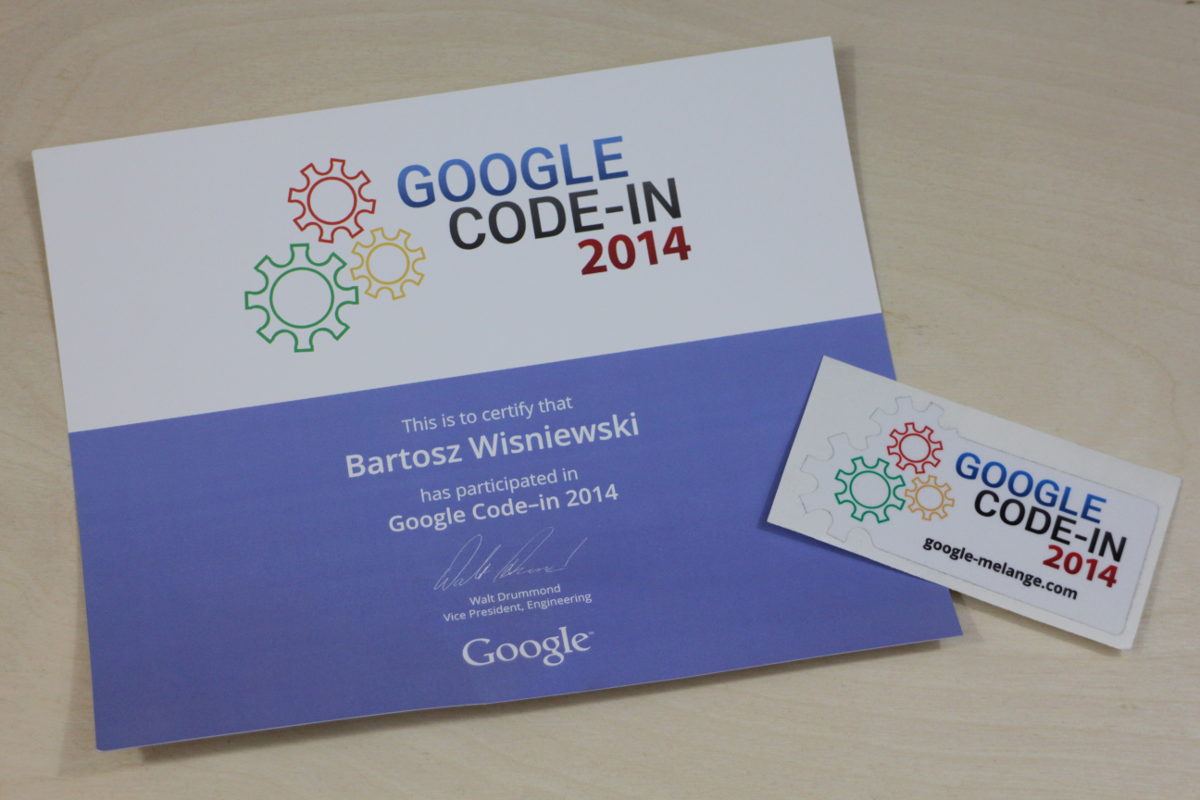 GOOGLE
CODE-IN
2014
This is to certify that
Bartosz Wisniewski
has participated in
Google Code–in 2014
Walt Drummond
Vice President, Engineering
Google™
GOOGLE
CODE-IN
2014
google-melange.com